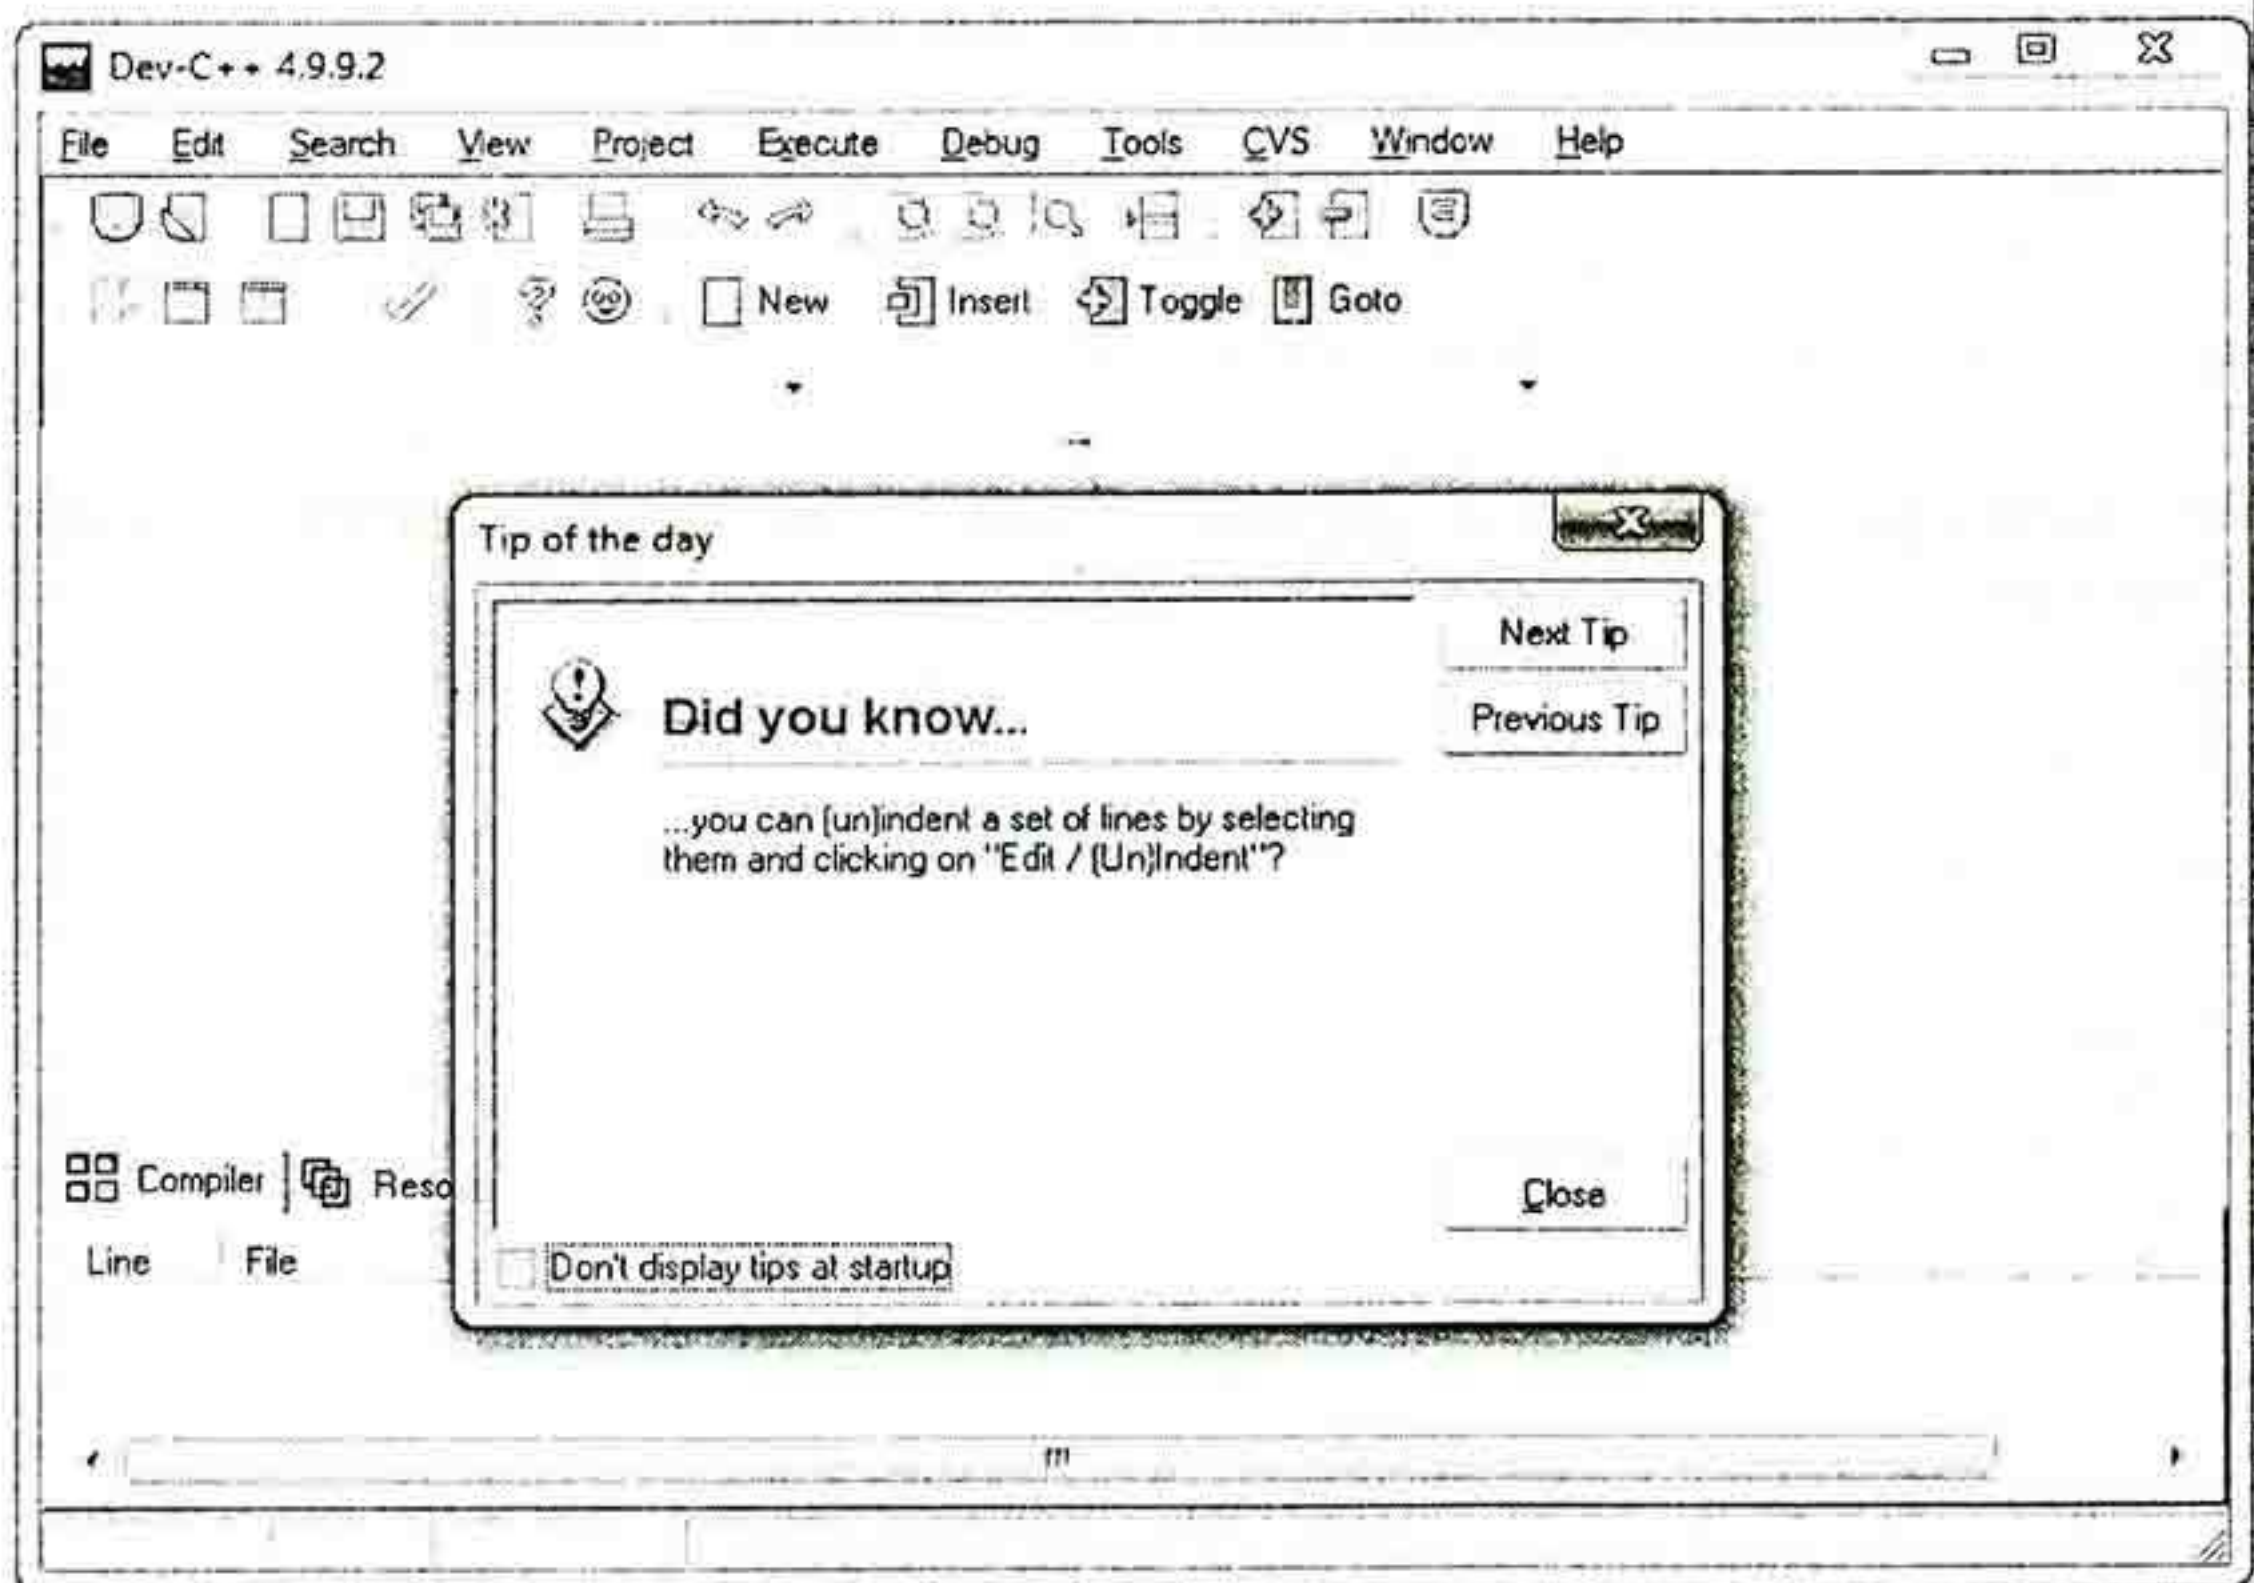 Dev-C++ 4.9.9.2
File Edit Search View Project Execute Debug Tools CVS Window Help
New Insert Toggle Goto
Tip of the day
Next Tip
Did you know...
Previous Tip
...you can (un)indent a set of lines by selecting
them and clicking on "Edit / (Un)Indent"?
Compiler Reso
Close
Line File
Don't display tips at startup